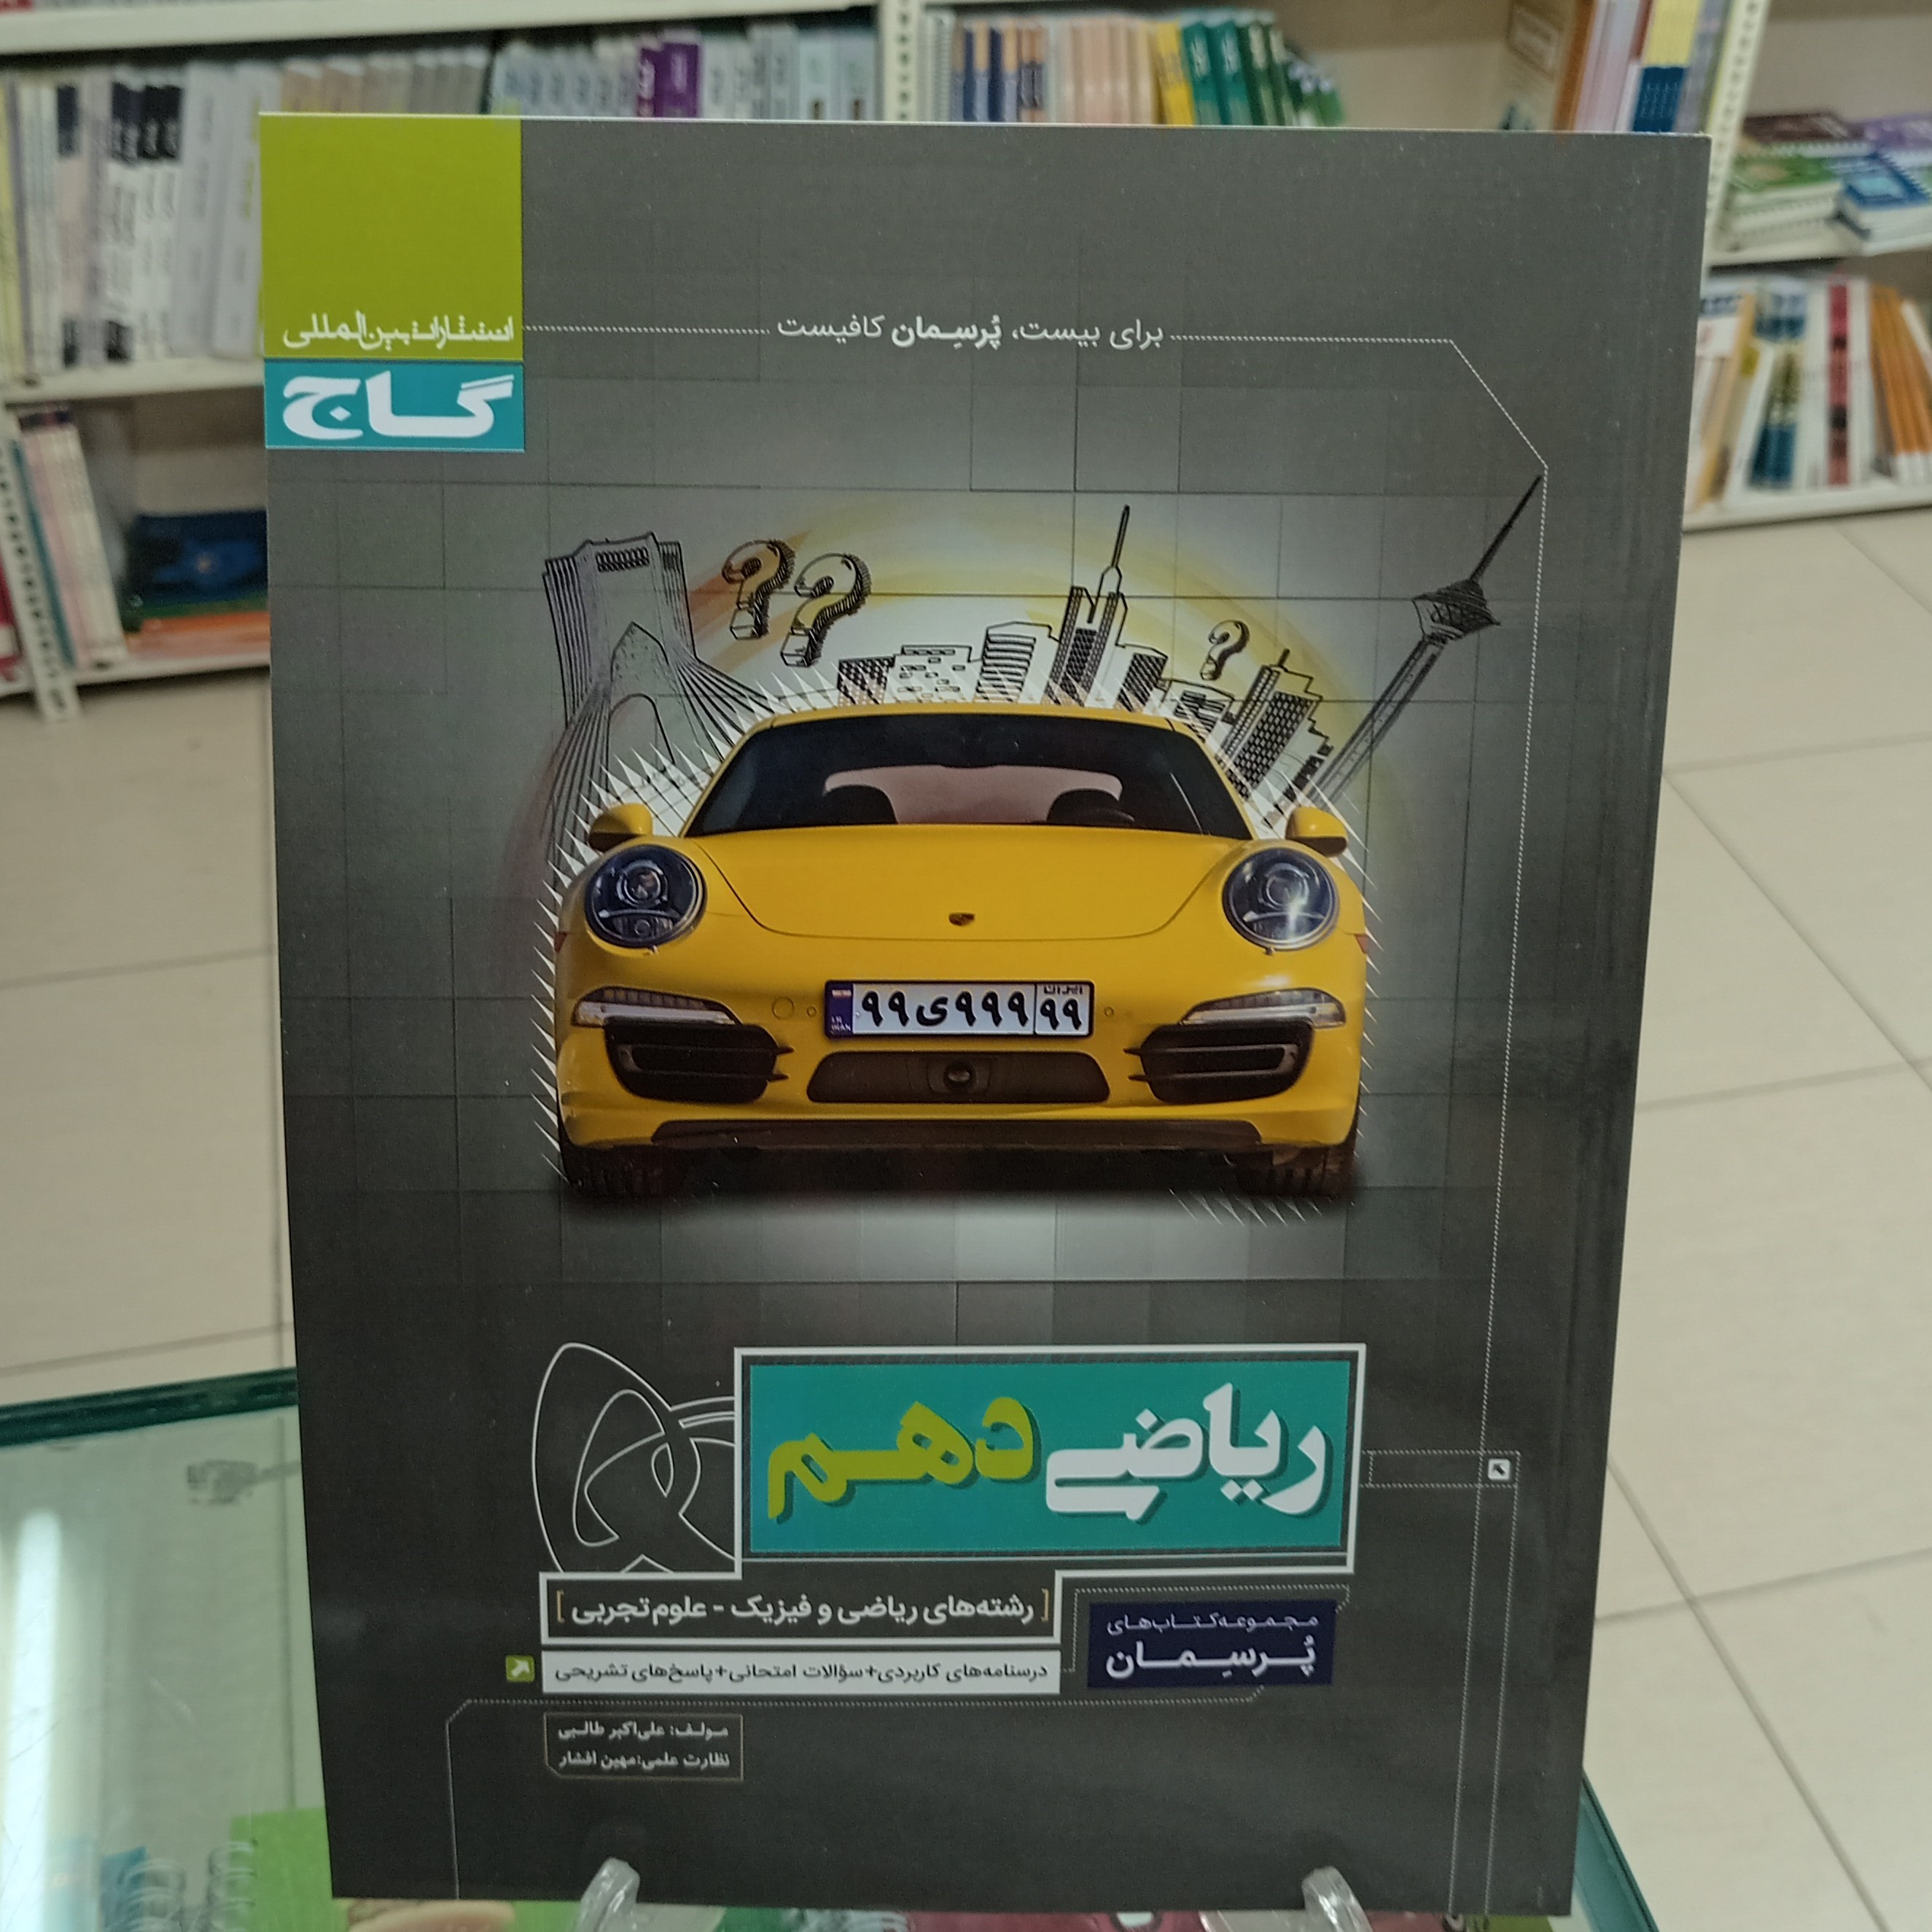 انتشارات بین‌المللی
گاج
برای بیست، پُرسِمان کافیست
؟؟
؟
۹۹ی۹۹۹
ایران
۹۹
ریاضی دهم
[رشته‌های ریاضی و فیزیک - علوم تجربی]
درسنامه‌های کاربردی+سؤالات امتحانی+پاسخ‌های تشریحی
مجموعه کتاب‌های
پُرسِمان
مولف: علی‌اکبر طالبی
نظارت علمی:مهین افشار